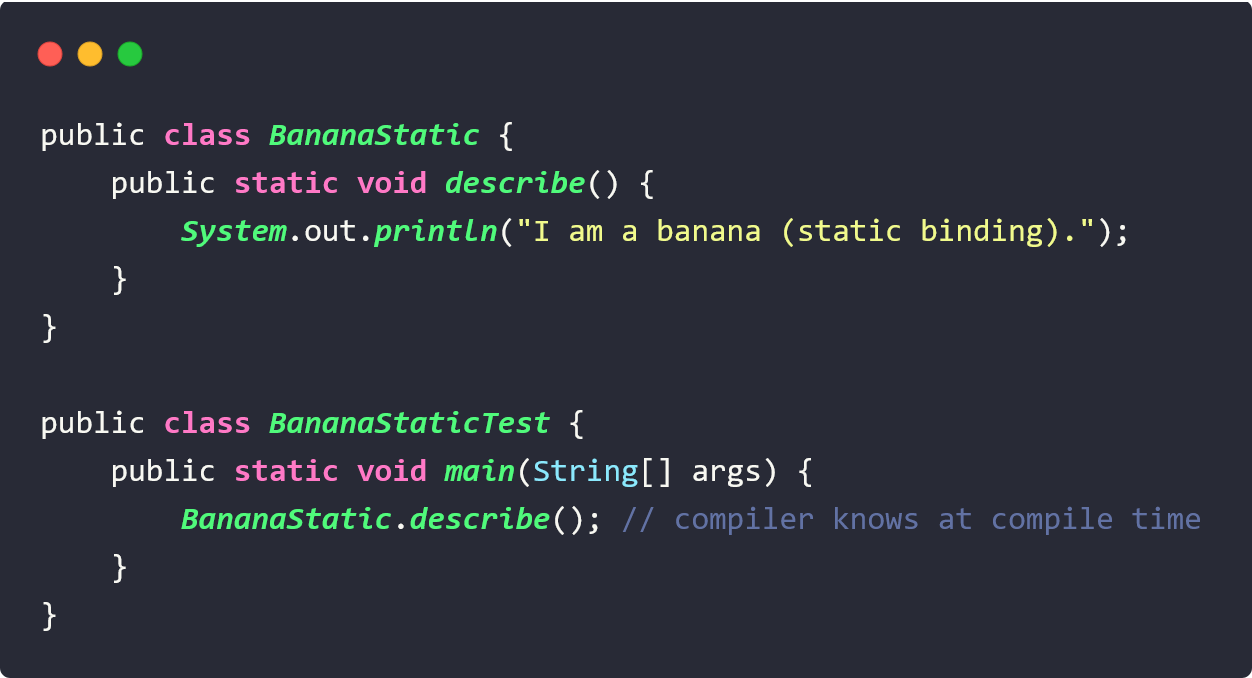 public class BananaStatic {
    public static void describe() {
        System.out.println("I am a banana (static binding).");
    }
}

public class BananaStaticTest {
    public static void main(String[] args) {
        BananaStatic.describe(); // compiler knows at compile time
    }
}